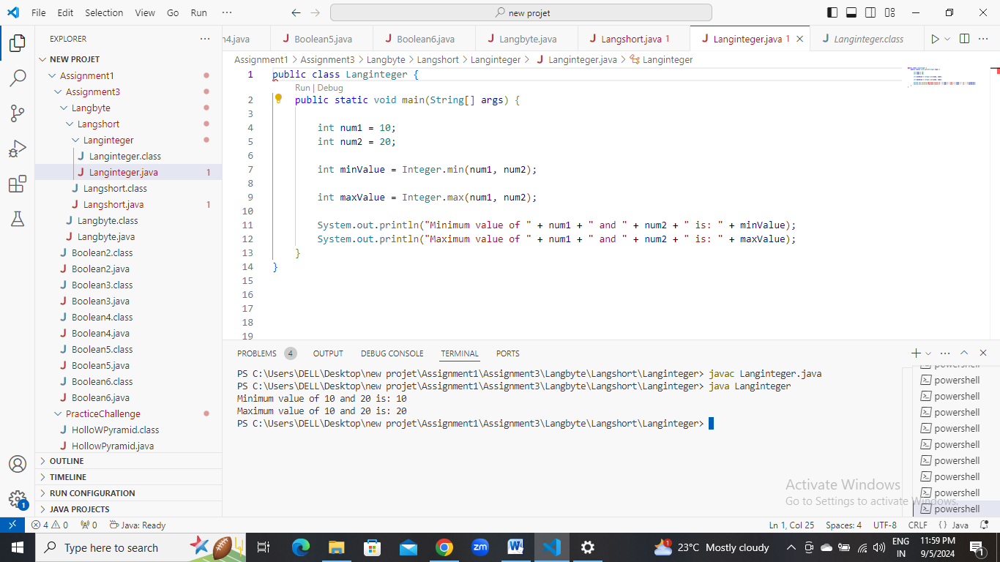 File Edit Selection View Go Run ··· ← → new projet
EXPLORER ···
NEW PROJET
Assignment1
Assignment3
Langbyte
Langshort
Langinteger
Langinteger.class
Langinteger.java 1
Langshort.class
Langshort.java 1
Langbyte.class
Langbyte.java
Boolean2.class
Boolean2.java
Boolean3.class
Boolean3.java
Boolean4.class
Boolean4.java
Boolean5.class
Boolean5.java
Boolean6.class
Boolean6.java
PracticeChallenge
HolloWPyramid.class
HollowPyramid.java
OUTLINE
TIMELINE
RUN CONFIGURATION
JAVA PROJECTS
n4.java Boolean5.java Boolean6.java Langbyte.java Langshort.java 1 Langinteger.java 1 Langinteger.class
Assignment1 > Assignment3 > Langbyte > Langshort > Langinteger > Langinteger.java > Langinteger
1 public class Langinteger {
Run | Debug
2 public static void main(String[] args) {
3
4 int num1 = 10;
5 int num2 = 20;
6
7 int minValue = Integer.min(num1, num2);
8
9 int maxValue = Integer.max(num1, num2);
10
11 System.out.println("Minimum value of " + num1 + " and " + num2 + " is: " + minValue);
12 System.out.println("Maximum value of " + num1 + " and " + num2 + " is: " + maxValue);
13 }
14 }
15
16
17
18
19
PROBLEMS 4 OUTPUT DEBUG CONSOLE TERMINAL PORTS
PS C:\Users\DELL\Desktop\new projet\Assignment1\Assignment3\Langbyte\Langshort\Langinteger> javac Langinteger.java
PS C:\Users\DELL\Desktop\new projet\Assignment1\Assignment3\Langbyte\Langshort\Langinteger> java Langinteger
Minimum value of 10 and 20 is: 10
Maximum value of 10 and 20 is: 20
PS C:\Users\DELL\Desktop\new projet\Assignment1\Assignment3\Langbyte\Langshort\Langinteger>
powershell
powershell
powershell
powershell
powershell
powershell
powershell
powershell
powershell
powershell
Activate Windows
Go to Settings to activate Windows.
1
4 0 0 Java: Ready Ln 1, Col 25 Spaces: 4 UTF-8 CRLF {} Java
Type here to search zm W 1 23°C Mostly cloudy ENG IN 11:59 PM 9/5/2024 1